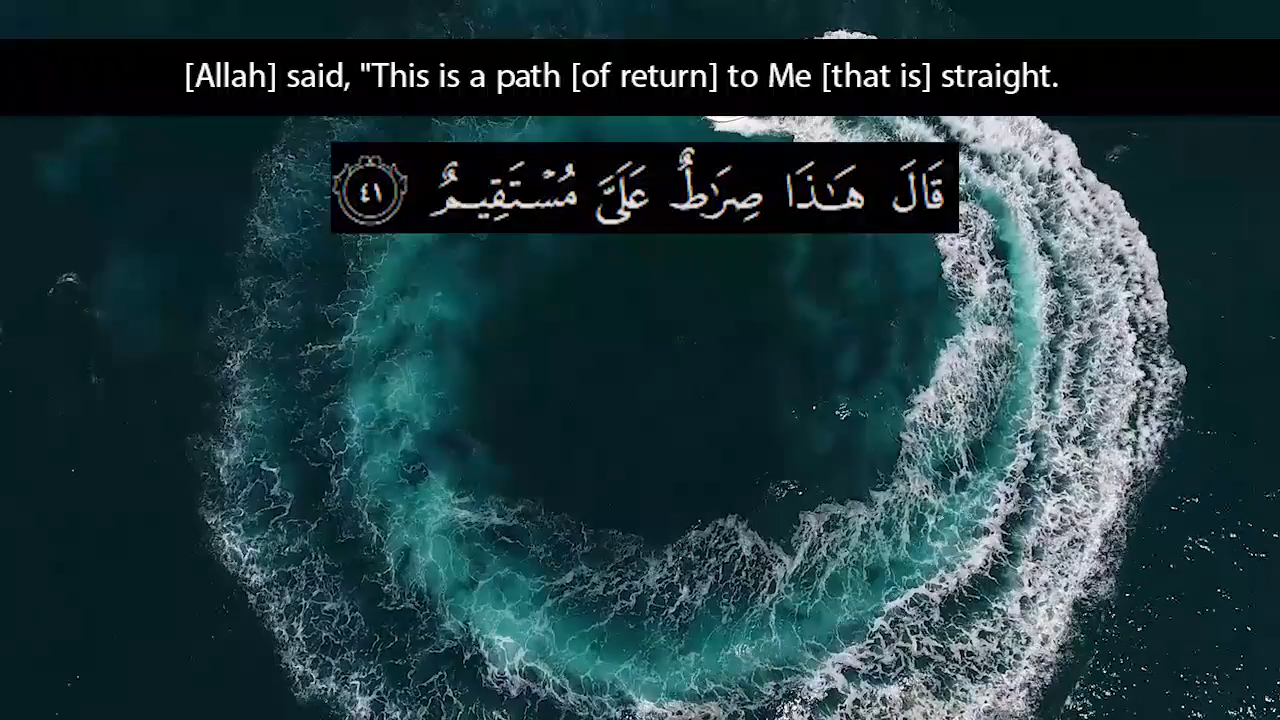 [Allah] said, "This is a path [of return] to Me [that is] straight.
قَالَ هَـٰذَا صِرَٰطٌ عَلَىَّ مُسْتَقِيمٌ ٤١